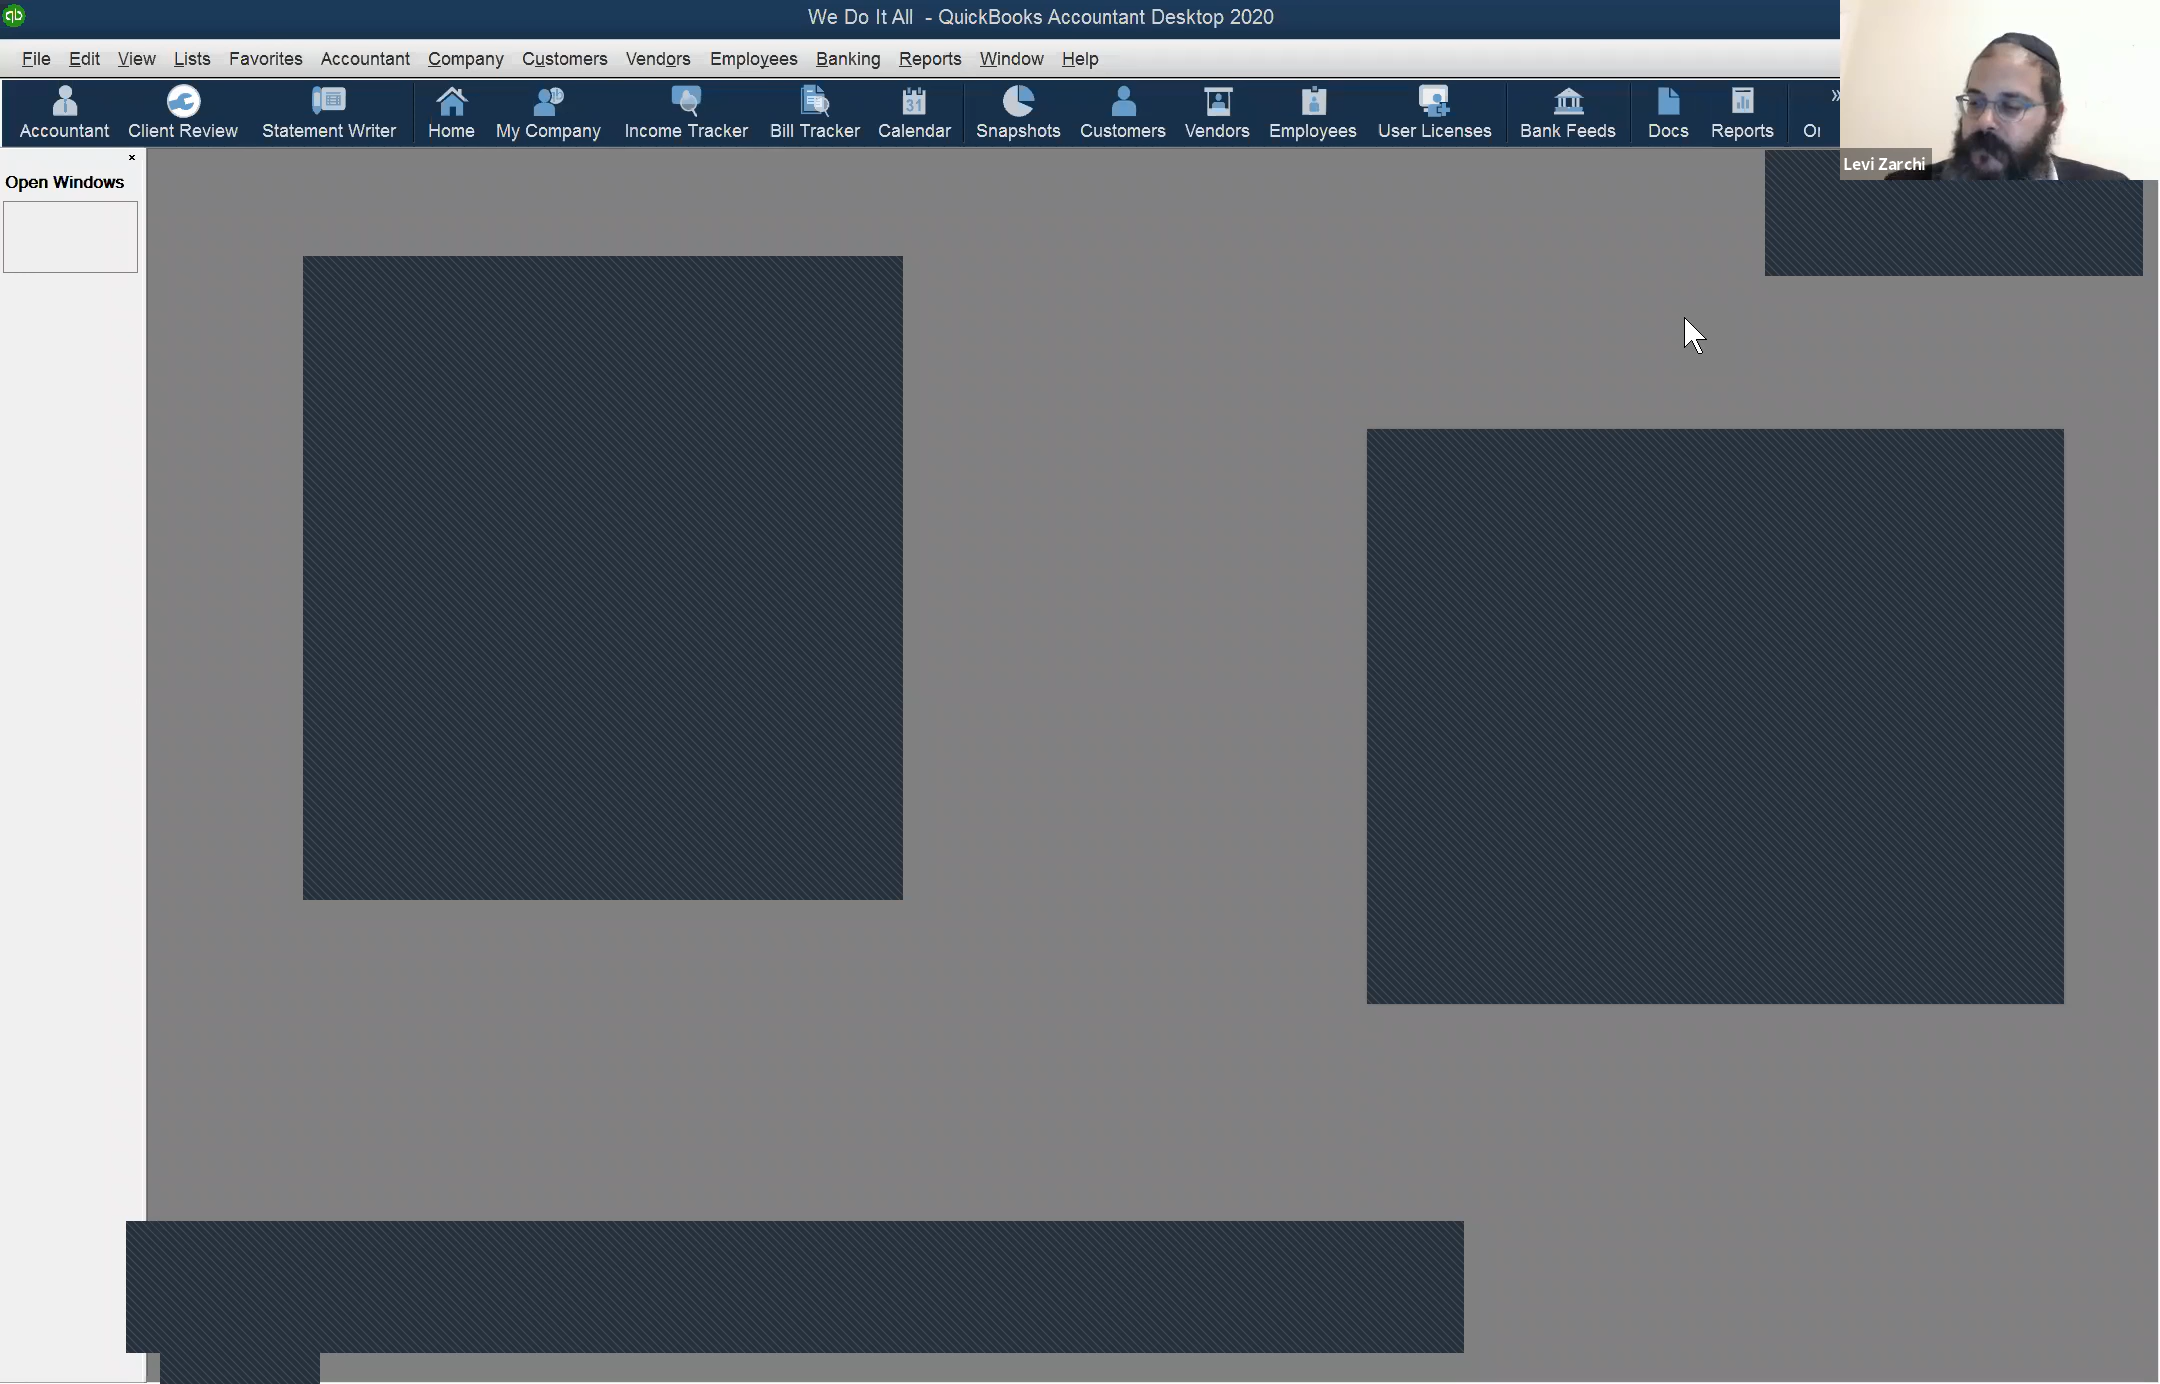 We Do It All - QuickBooks Accountant Desktop 2020
File Edit View Lists Favorites Accountant Company Customers Vendors Employees Banking Reports Window Help
Accountant Client Review Statement Writer Home My Company Income Tracker Bill Tracker Calendar Snapshots Customers Vendors Employees User Licenses Bank Feeds Docs Reports
Levi Zarchi
Open Windows